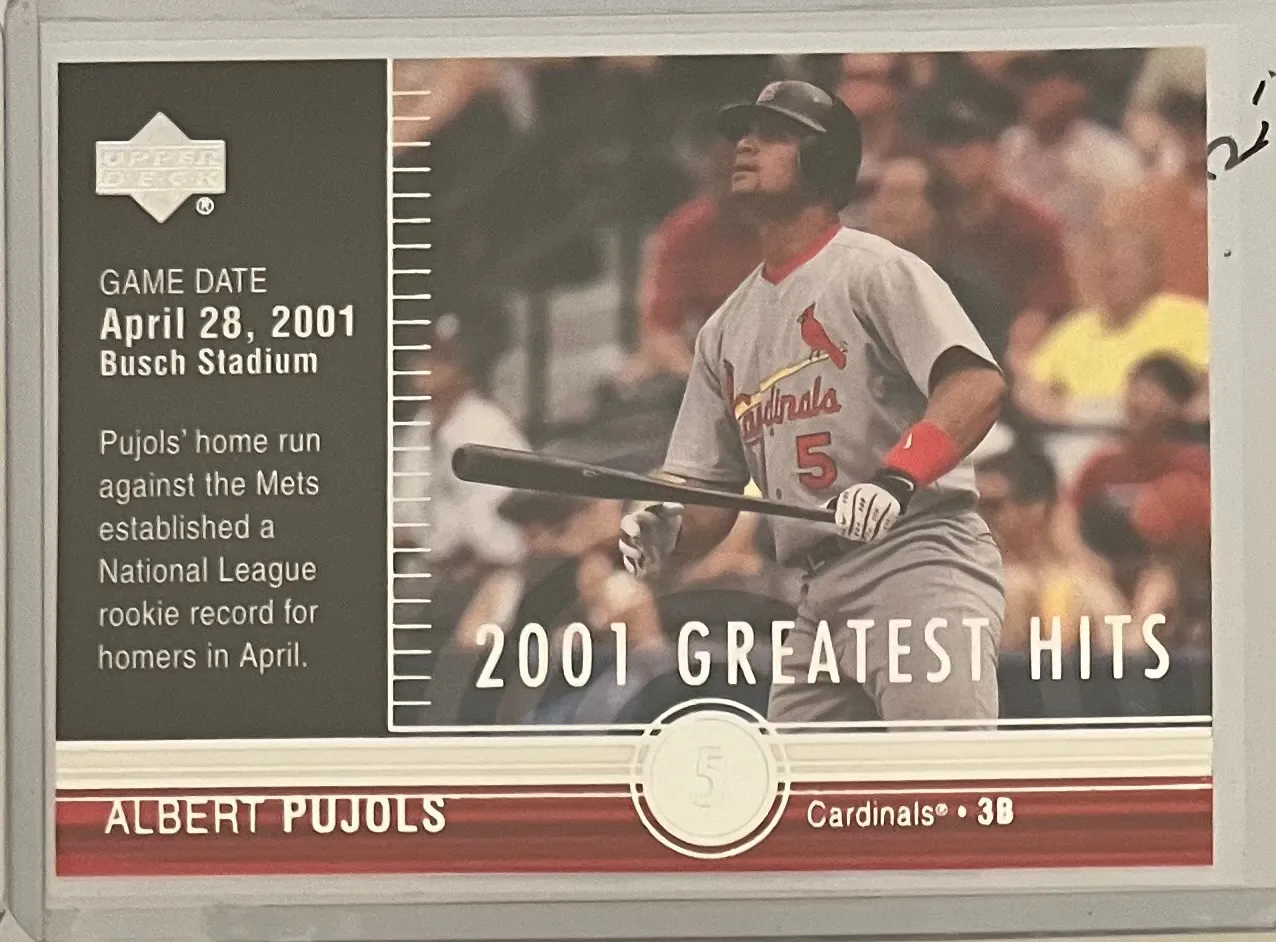 UPPER
DECK
®
GAME DATE
April 28, 2001
Busch Stadium
Pujols' home run
against the Mets
established a
National League
rookie record for
homers in April.
Cardinals
5
2001 GREATEST HITS
5
ALBERT PUJOLS
Cardinals® • 3B